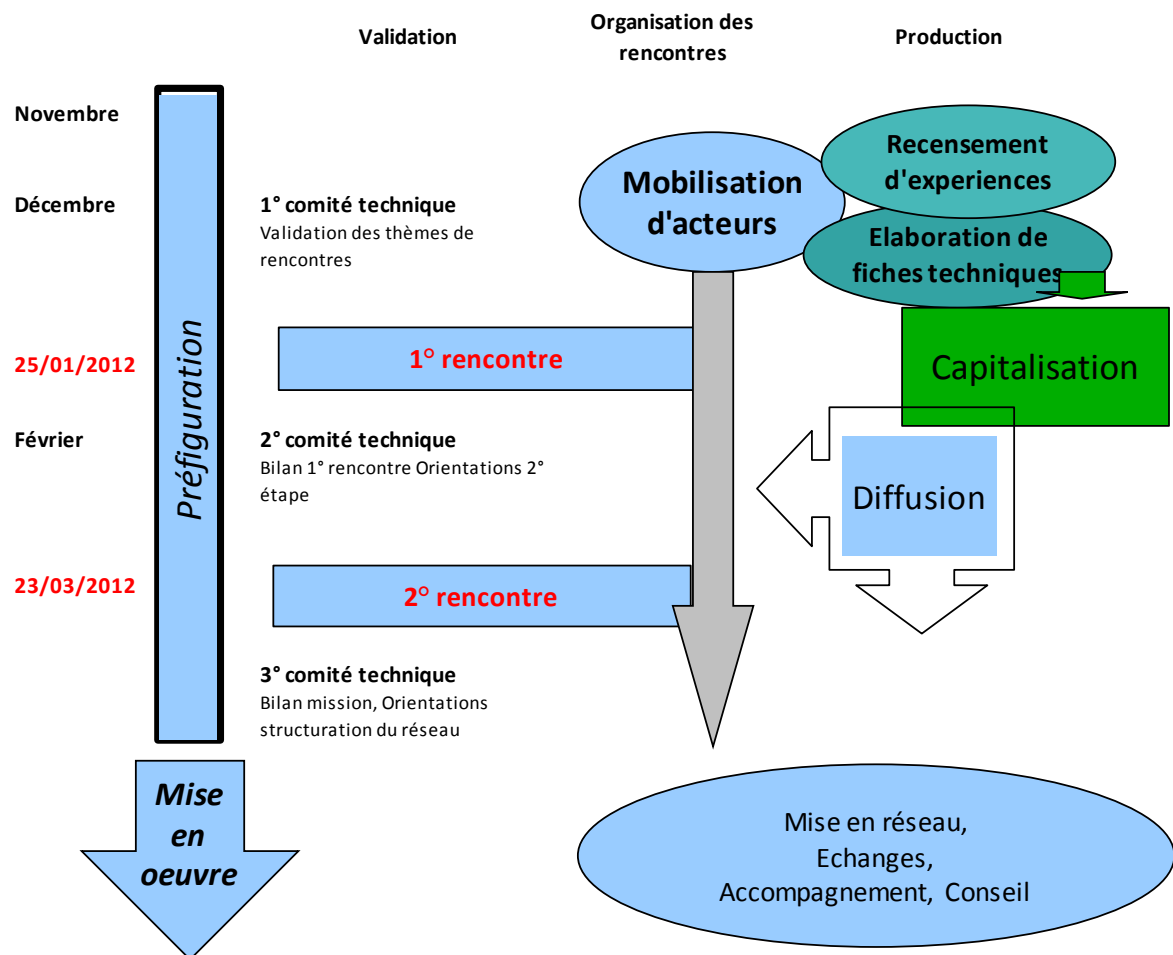 Validation
Organisation des
rencontres
Production
Novembre
Décembre
25/01/2012
Février
23/03/2012
Préfiguration
Mise
en
oeuvre
1° comité technique
Validation des thèmes de
rencontres
1° rencontre
2° comité technique
Bilan 1° rencontre Orientations 2°
étape
2° rencontre
3° comité technique
Bilan mission, Orientations
structuration du réseau
Mobilisation
d'acteurs
Recensement
d'experiences
Elaboration de
fiches techniques
Capitalisation
Diffusion
Mise en réseau,
Echanges,
Accompagnement, Conseil